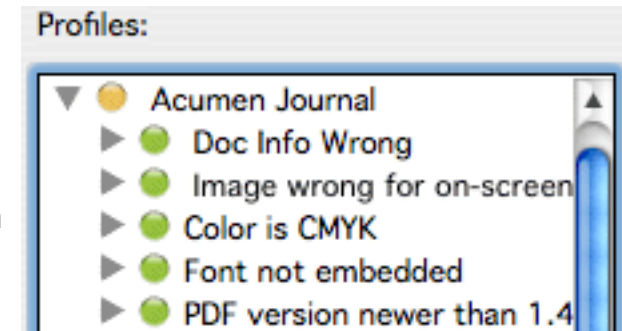 Profiles:
Acumen Journal
Doc Info Wrong
Image wrong for on-screen
Color is CMYK
Font not embedded
PDF version newer than 1.4